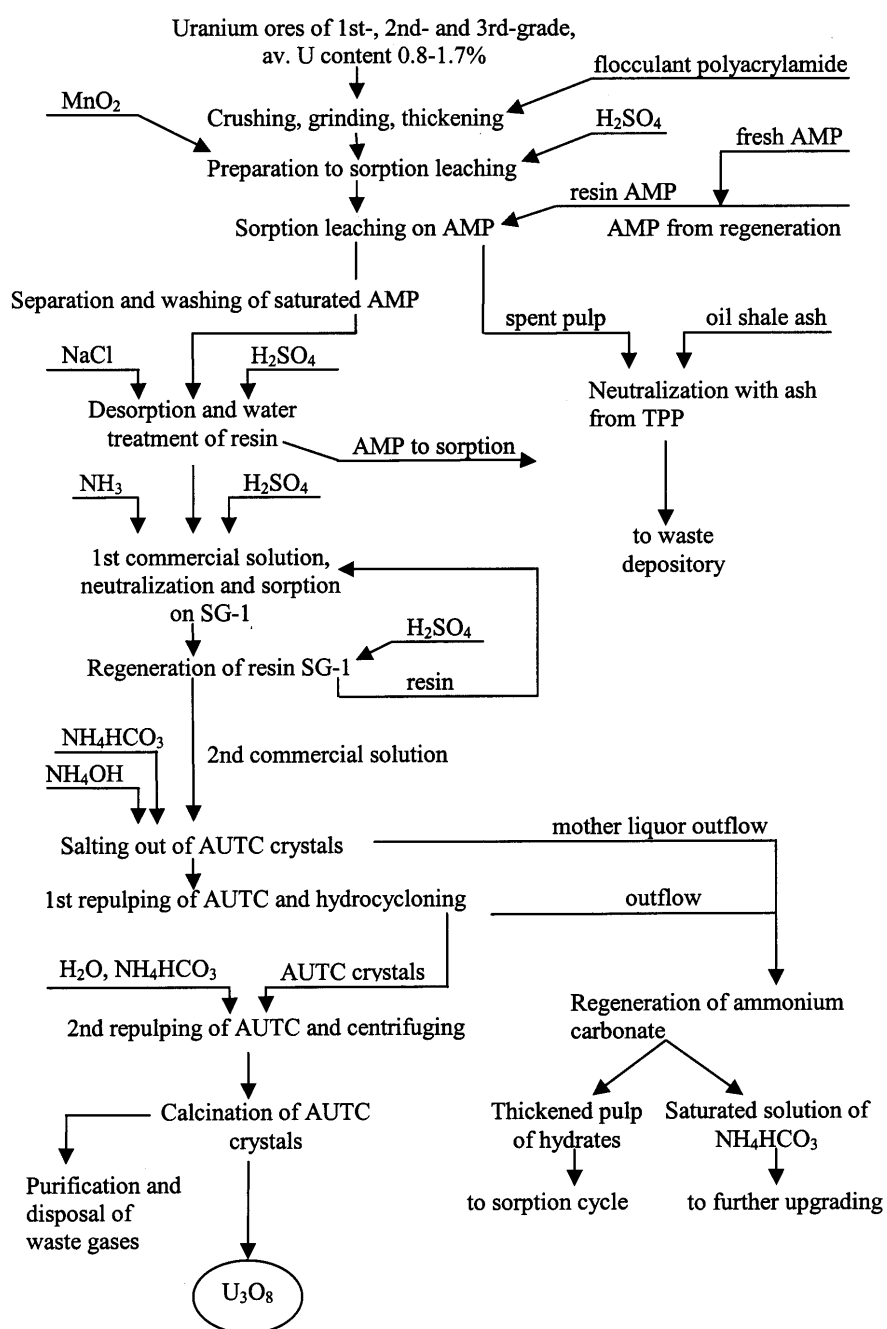 Uranium ores of 1st-, 2nd- and 3rd-grade,
av. U content 0.8-1.7%
flocculant polyacrylamide
MnO₂
Crushing, grinding, thickening
H₂SO₄
fresh AMP
Preparation to sorption leaching
resin AMP
Sorption leaching on AMP
AMP from regeneration
Separation and washing of saturated AMP
spent pulp
oil shale ash
NaCl
H₂SO₄
Neutralization with ash
from TPP
Desorption and water
treatment of resin
AMP to sorption
NH₃
H₂SO₄
to waste
depository
1st commercial solution,
neutralization and sorption
on SG-1
H₂SO₄
Regeneration of resin SG-1
resin
NH₄HCO₃
2nd commercial solution
NH₄OH
mother liquor outflow
Salting out of AUTC crystals
1st repulping of AUTC and hydrocycloning
outflow
H₂O, NH₄HCO₃
AUTC crystals
Regeneration of ammonium
carbonate
2nd repulping of AUTC and centrifuging
Calcination of AUTC
crystals
Thickened pulp
of hydrates
Saturated solution of
NH₄HCO₃
Purification and
disposal of
waste gases
to sorption cycle
to further upgrading
U₃O₈